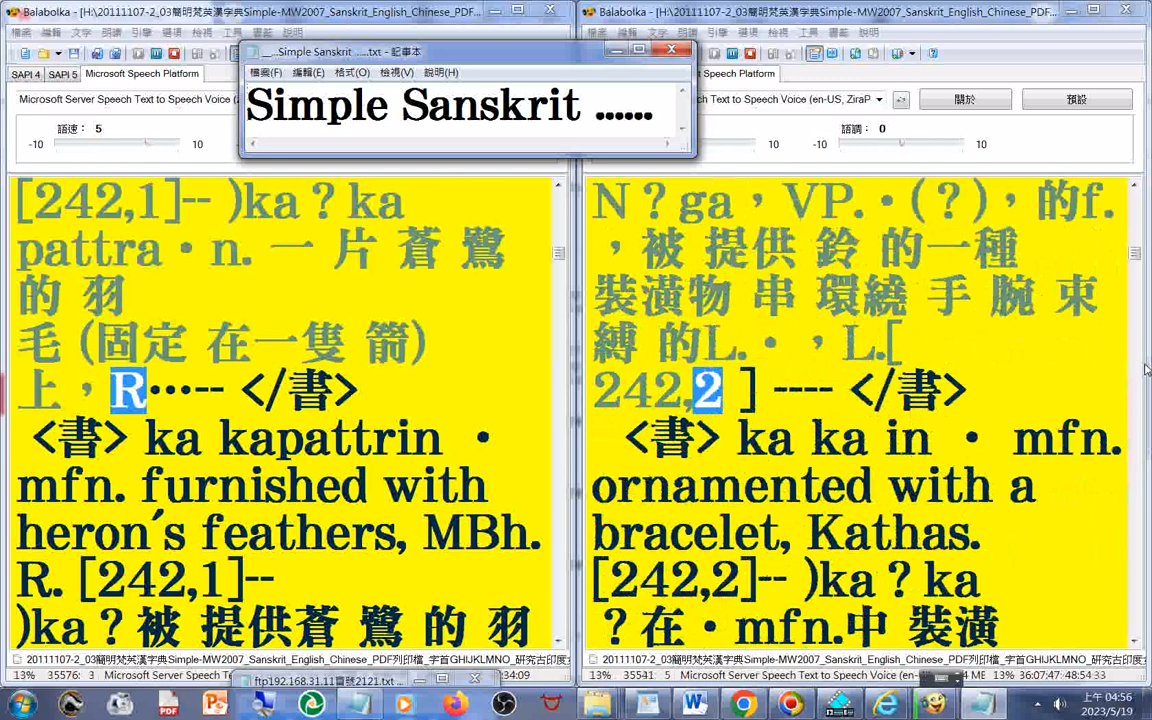 Balabolka - [H:\20111107-2_03簡明梵英漢字典Simple-MW2007_Sanskrit_English_Chinese_PDF...
Balabolka - [H:\20111107-2_03簡明梵英漢字典Simple-MW2007_Sanskrit_English_Chinese_PDF...
__...Simple Sanskrit .....txt - 記事本
檔案(F) 編輯(E) 格式(O) 檢視(V) 說明(H)
Simple Sanskrit ......
SAPI 4 SAPI 5 Microsoft Speech Platform
t Speech Platform
Microsoft Server Speech Text to Speech Voice (
h Text to Speech Voice (en-US, ZiraP
關於
預設
語速： 5
語調： 0
-10 10
10 -10 10
[242,1]-- )ka？ka
pattra・n. 一 片 蒼 鷺
的 羽
毛 (固定 在一隻 箭)
上，R…-- </書>
<書> ka kapattrin ・
mfn. furnished with
heron′s feathers, MBh.
R. [242,1]--
)ka？被 提供蒼 鷺 的 羽
N？ga，VP.・(？)，的f.
，被 提供 鈴 的一種
裝潢物 串 環繞 手 腕 束
縛 的L.・，L.[
242,2 ] ---- </書>
<書> ka ka in ・ mfn.
ornamented with a
bracelet, Kathas.
[242,2]-- )ka？ka
？在・mfn.中 裝潢
20111107-2_03簡明梵英漢字典Simple-MW2007_Sanskrit_English_Chinese_PDF列印檔_字首GHIJKLMNO_研究古印度
20111107-2_03簡明梵英漢字典Simple-MW2007_Sanskrit_English_Chinese_PDF列印檔_字首GHIJKLMNO_研究古印度
13% 35576: 3 Microsoft Server Sp
ftp192.168.31.11置號2121.txt ...
:34:09
13% 35541: 5 Microsoft Server Speech Text to Speech
36:07:47:48:54:33
13%
上午 04:56
2023/5/19